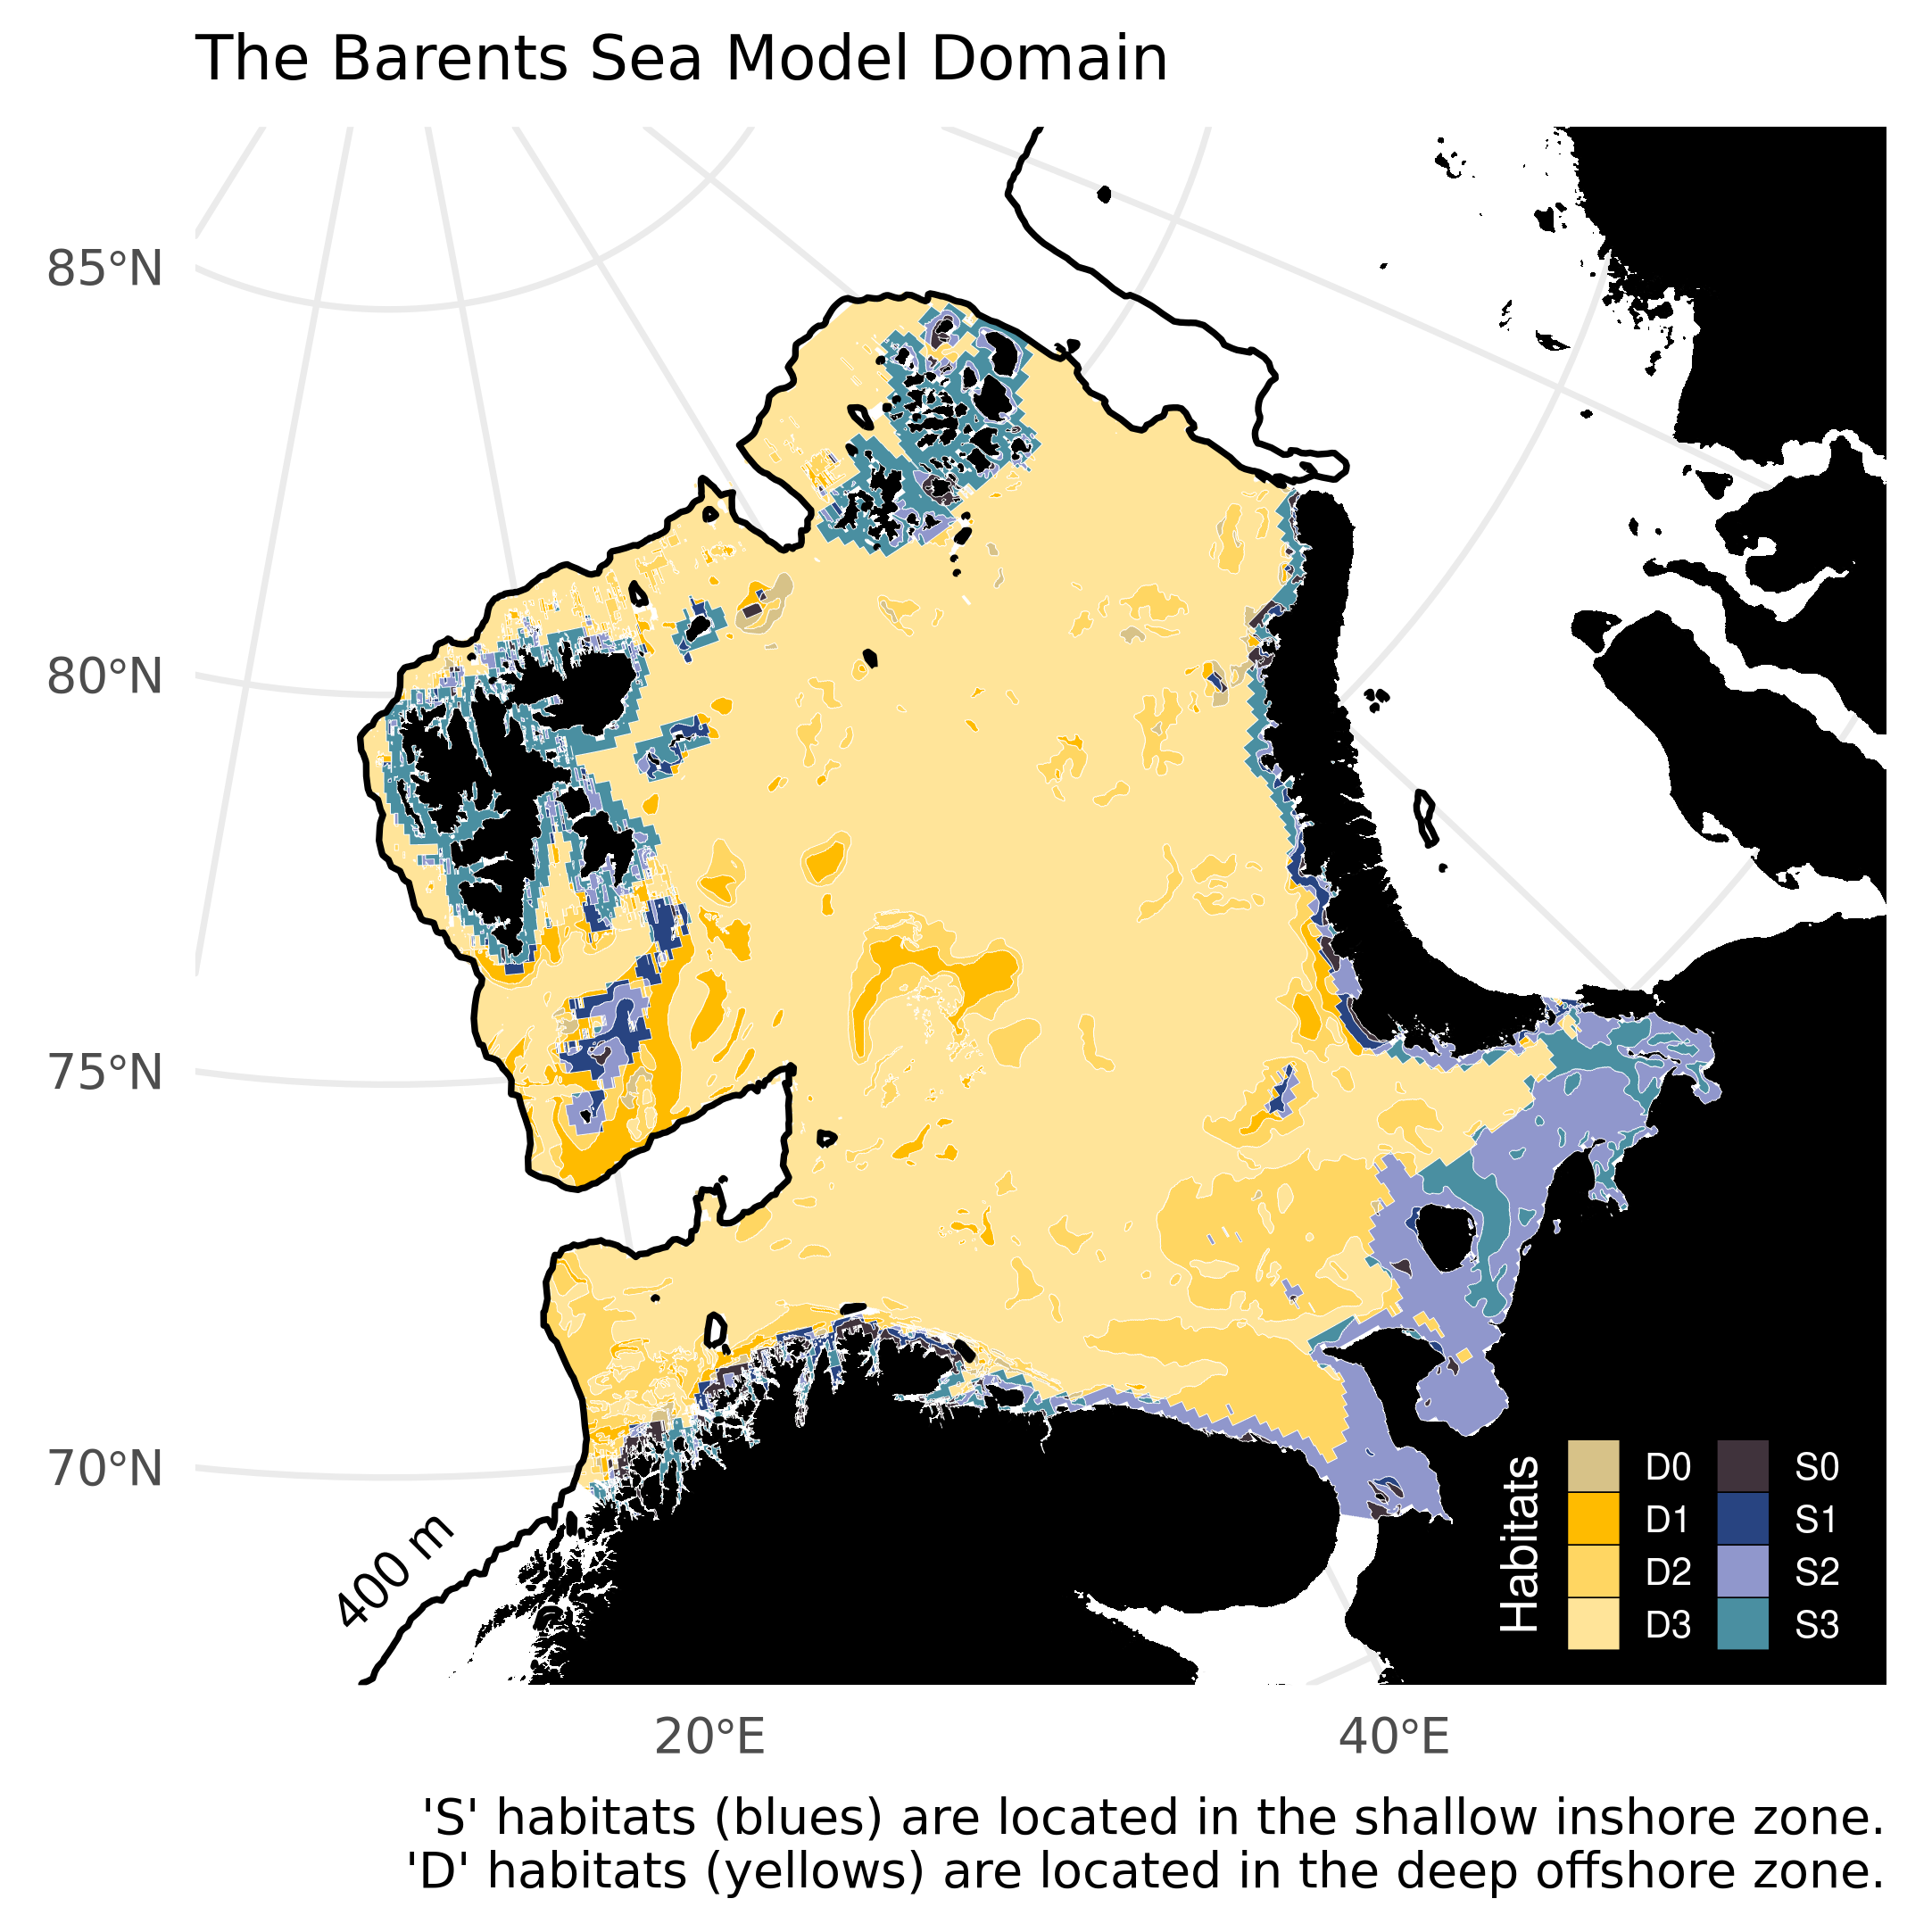 The Barents Sea Model Domain
85°N
80°N
75°N
70°N
400 m
Habitats
D0 S0
D1 S1
D2 S2
D3 S3
20°E 40°E
'S' habitats (blues) are located in the shallow inshore zone.
'D' habitats (yellows) are located in the deep offshore zone.